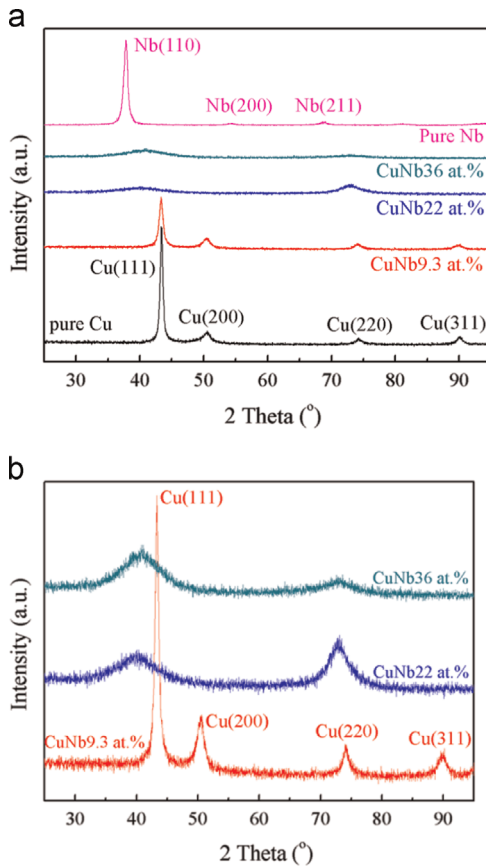 a
Nb(110)
Nb(200)
Nb(211)
Pure Nb
CuNb36 at.%
CuNb22 at.%
CuNb9.3 at.%
Cu(111)
pure Cu
Cu(200)
Cu(220)
Cu(311)
Intensity (a.u.)
30 40 50 60 70 80 90
2 Theta (°)
b
Cu(111)
CuNb36 at.%
CuNb22 at.%
CuNb9.3 at.%
Cu(200)
Cu(220)
Cu(311)
Intensity (a.u.)
30 40 50 60 70 80 90
2 Theta (°)